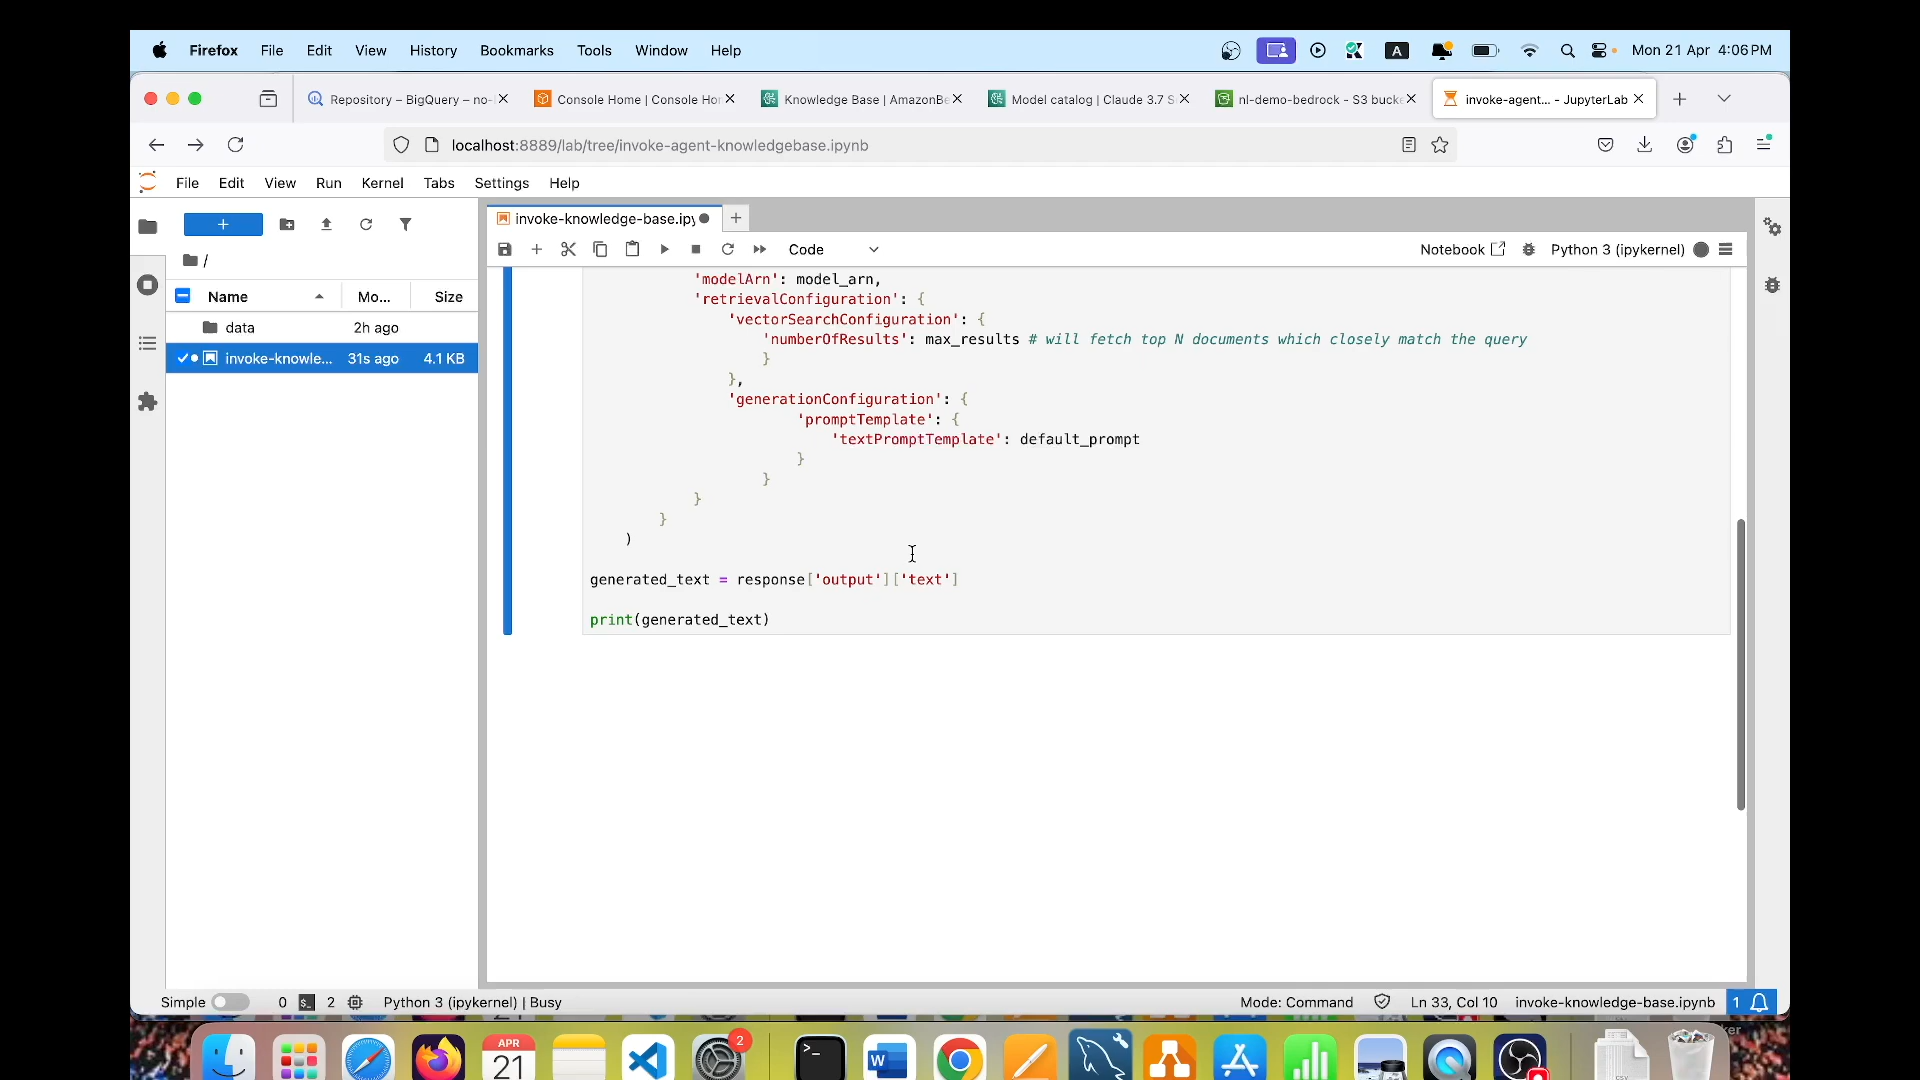 Firefox File Edit View History Bookmarks Tools Window Help A Mon 21 Apr 4:06 PM
Repository – BigQuery – no- Console Home | Console Ho Knowledge Base | AmazonBe Model catalog | Claude 3.7 S nl-demo-bedrock - S3 bucke invoke-agent... - JupyterLab
localhost:8889/lab/tree/invoke-agent-knowledgebase.ipynb
File Edit View Run Kernel Tabs Settings Help
invoke-knowledge-base.ipy
Code Notebook Python 3 (ipykernel)
/
Name Mo... Size
data 2h ago
invoke-knowle... 31s ago 4.1 KB
'modelArn': model_arn,
'retrievalConfiguration': {
'vectorSearchConfiguration': {
'numberOfResults': max_results # will fetch top N documents which closely match the query
}
},
'generationConfiguration': {
'promptTemplate': {
'textPromptTemplate': default_prompt
}
}
}
}
)
generated_text = response['output']['text']
print(generated_text)
Simple 0 2 Python 3 (ipykernel) | Busy Mode: Command Ln 33, Col 10 invoke-knowledge-base.ipynb 1
APR
21
2
W